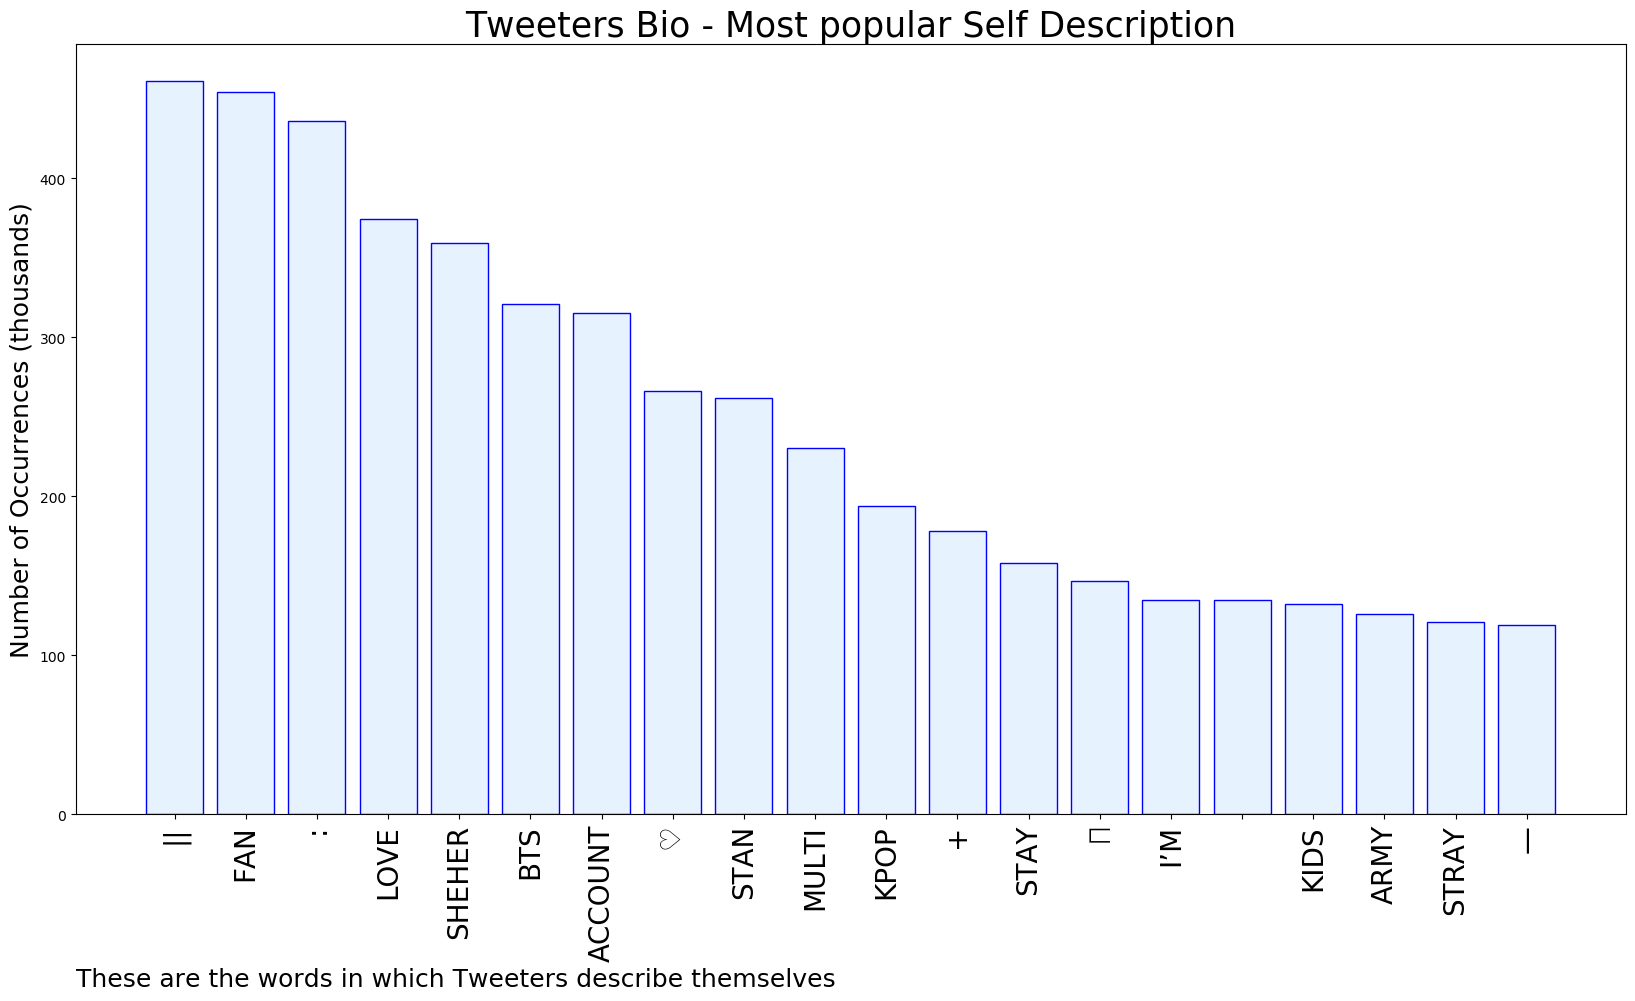 Tweeters Bio - Most popular Self Description
Number of Occurrences (thousands)
400
300
200
100
0
||
FAN
:
LOVE
SHEHER
BTS
ACCOUNT
♡
STAN
MULTI
KPOP
+
STAY
I’M
KIDS
ARMY
STRAY
—
These are the words in which Tweeters describe themselves